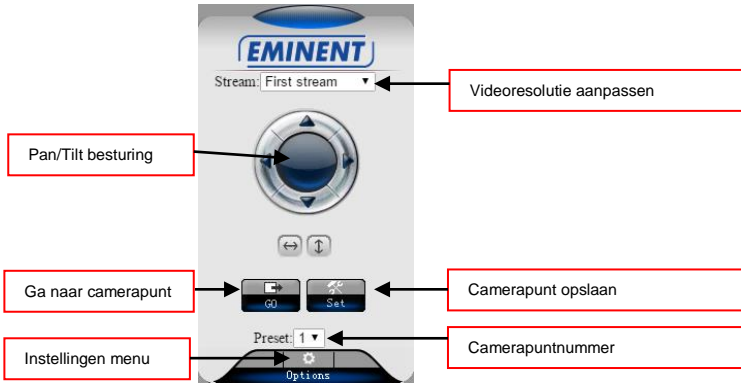 EMINENT
Stream: First stream
Videoresolutie aanpassen
Pan/Tilt besturing
Ga naar camerapunt
GO
Set
Camerapunt opslaan
Preset: 1
Camerapuntnummer
Instellingen menu
Options